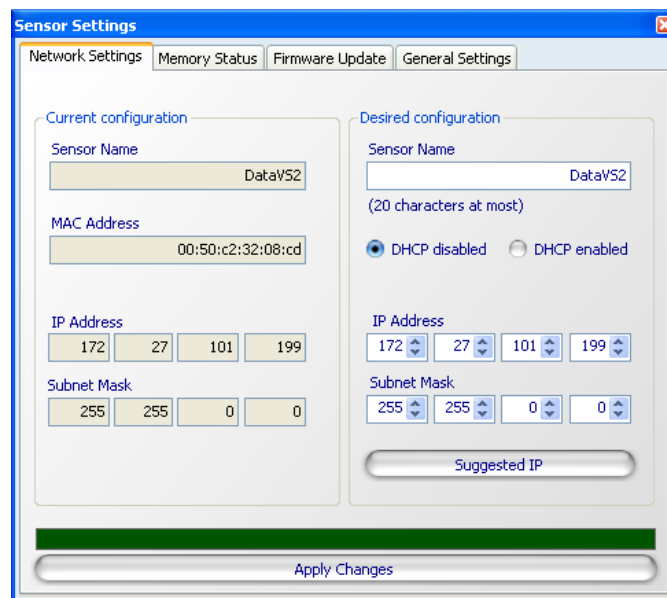 Sensor Settings
Network Settings
Memory Status
Firmware Update
General Settings
Current configuration
Sensor Name
DataVS2
MAC Address
00:50:c2:32:08:cd
IP Address
172 27 101 199
Subnet Mask
255 255 0 0
Desired configuration
Sensor Name
DataVS2
(20 characters at most)
DHCP disabled DHCP enabled
IP Address
172 27 101 199
Subnet Mask
255 255 0 0
Suggested IP
Apply Changes